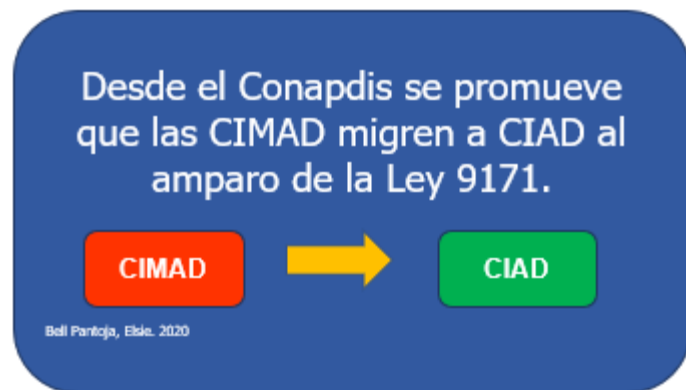 Desde el Conapdis se promueve
que las CIMAD migren a CIAD al
amparo de la Ley 9171.
CIMAD
CIAD
Bell Pantoja, Elsie. 2020